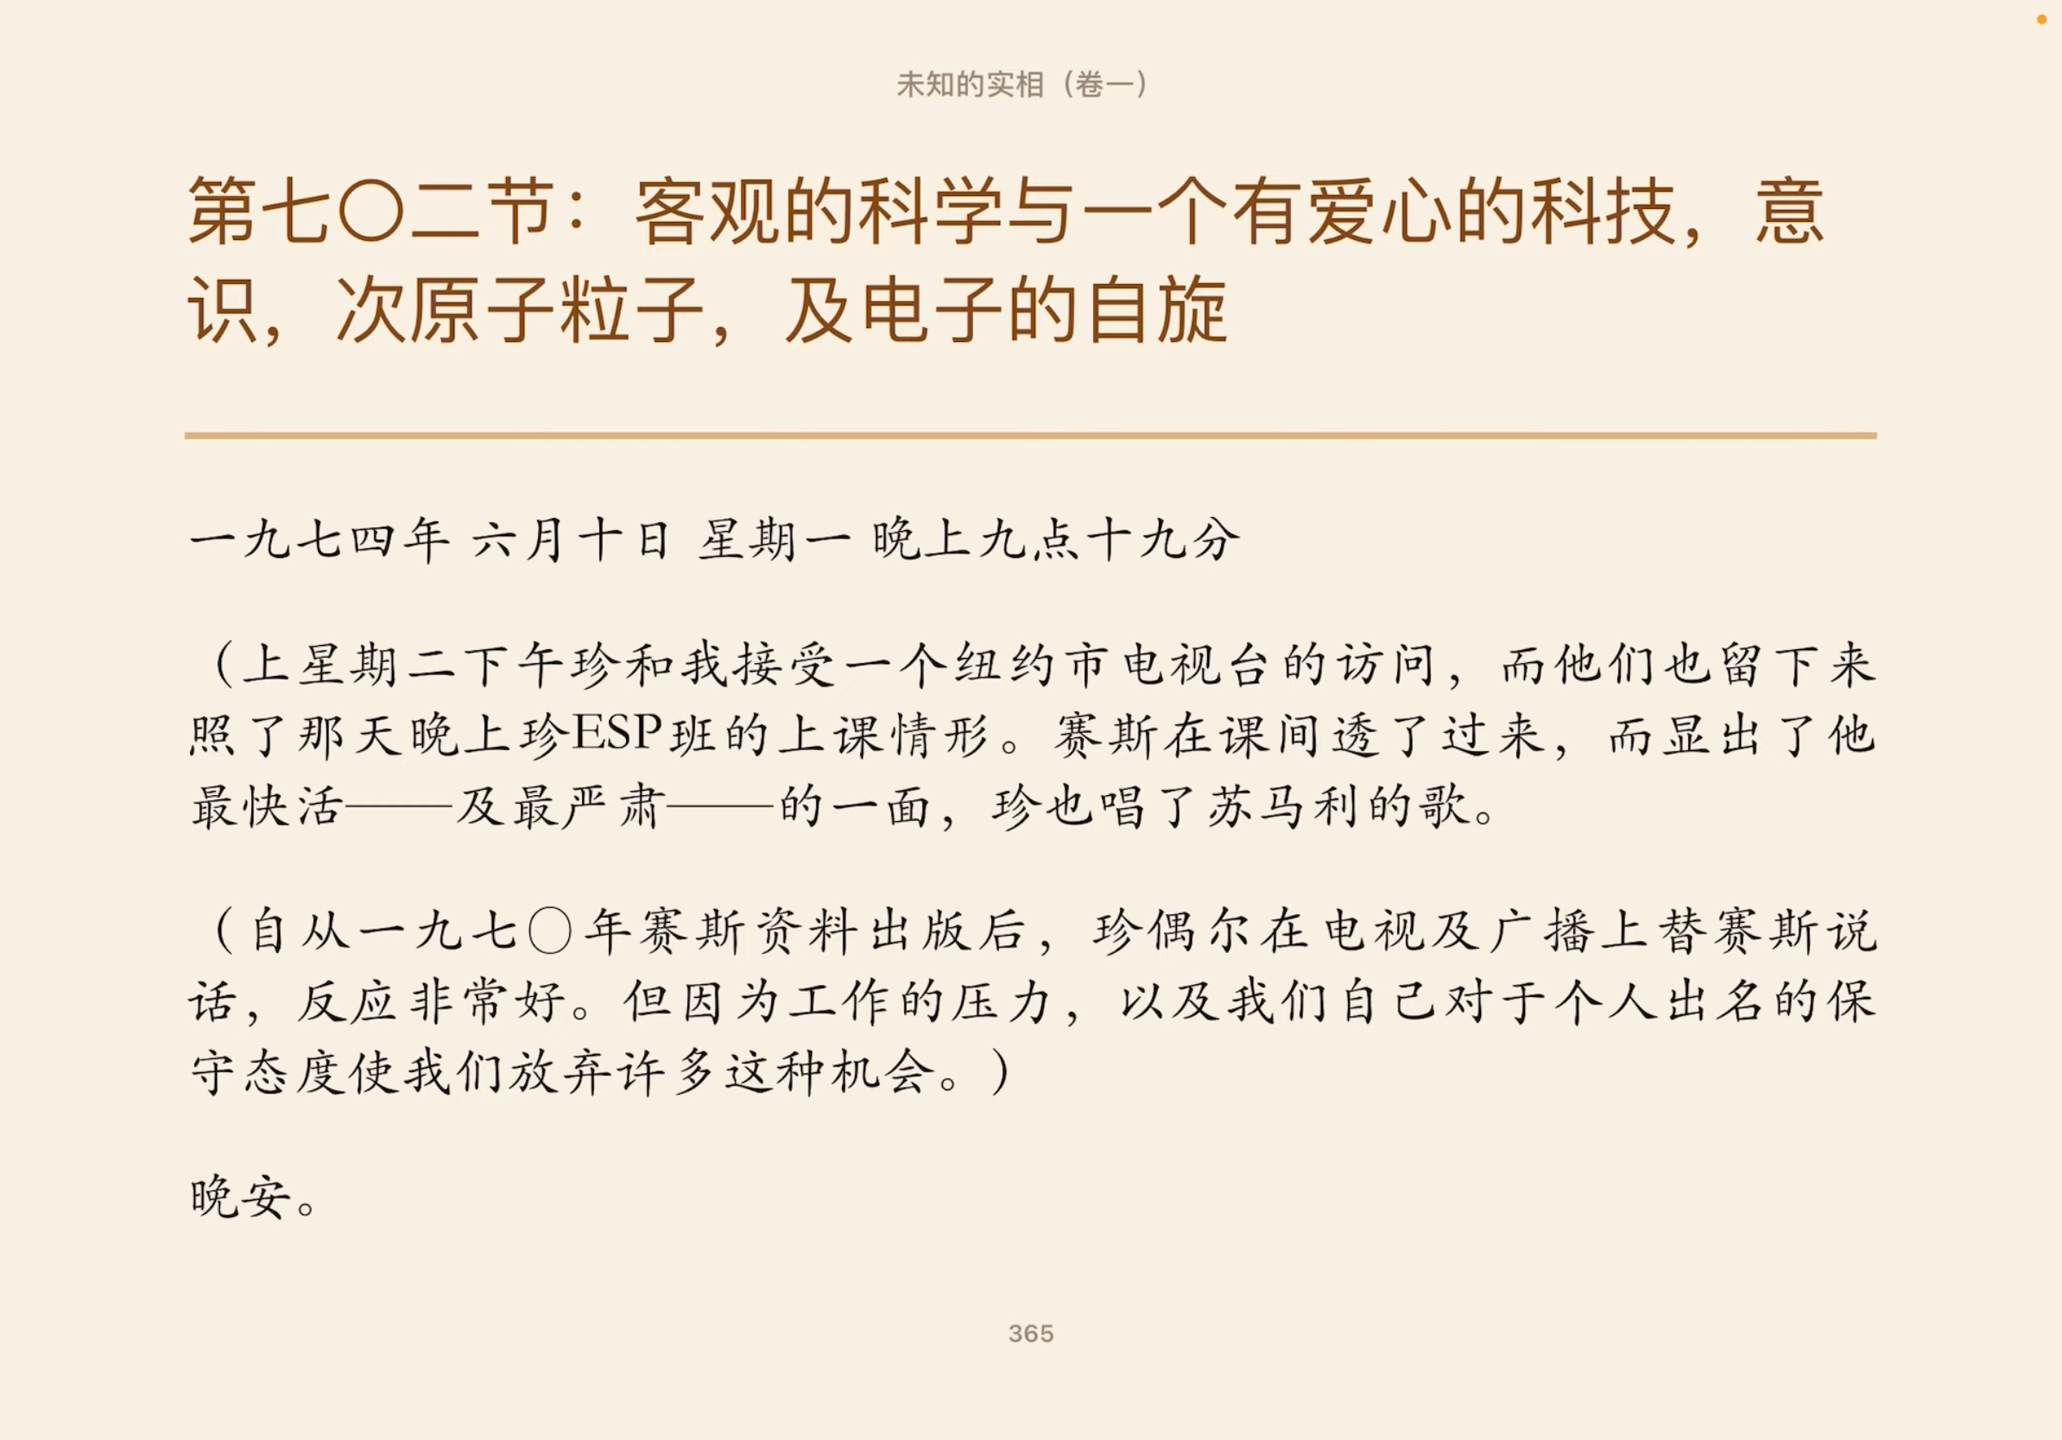 未知的实相（卷一）
第七〇二节：客观的科学与一个有爱心的科技，意
识，次原子粒子，及电子的自旋
一九七四年 六月十日 星期一 晚上九点十九分
（上星期二下午珍和我接受一个纽约市电视台的访问，而他们也留下来
照了那天晚上珍ESP班的上课情形。赛斯在课间透了过来，而显出了他
最快活——及最严肃——的一面，珍也唱了苏马利的歌。
（自从一九七〇年赛斯资料出版后，珍偶尔在电视及广播上替赛斯说
话，反应非常好。但因为工作的压力，以及我们自己对于个人出名的保
守态度使我们放弃许多这种机会。）
晚安。
365